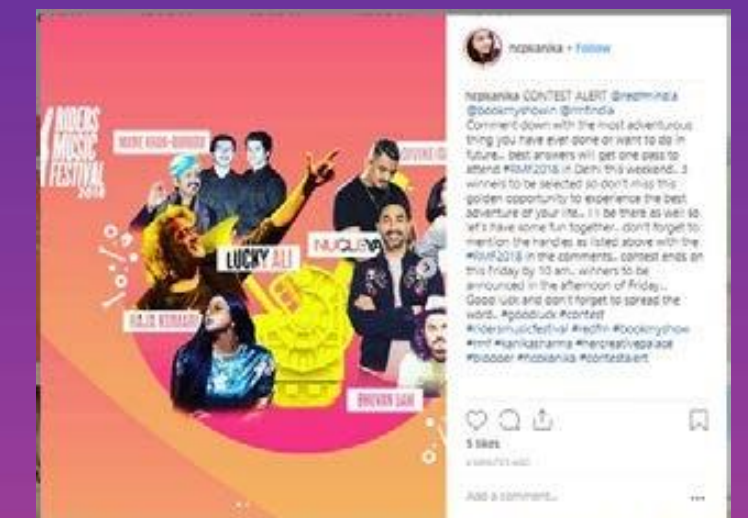 RIDERS
MUSIC
FESTIVAL
2018
LUCKY ALI
NUCLEYA
RAJA KUMARI
BHUVAN BAM
hcpkanika • Follow
hcpkanika CONTEST ALERT @redfmindia
@bookmyshowin @rmfindia
Comment down with the most adventurous
thing you have ever done or want to do in
future.. best answers will get one pass to
attend #RMF2018 in Delhi this weekend.. 3
winners to be selected so don't miss this
golden opportunity to experience the best
adventure of your life.. I'll be there as well so
let's have some fun together.. don't forget to
mention the handles as listed above with the
#RMF2018 in the comments.. contest ends on
this Friday by 10 am.. winners to be
announced in the afternoon of Friday..
Good luck and don't forget to spread the
word.. #goodluck #contest
#ridersmusicfestival #redfm #bookmyshow
#rmf #kanikasharma #hercreativepalace
#blogger #hcpkanika #contestalert
5 likes
MINUTES AGO
Add a comment...